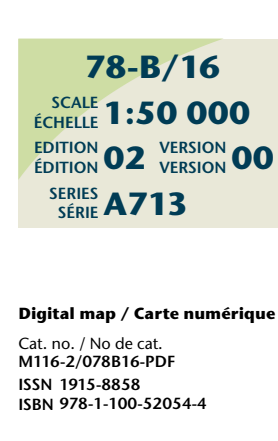 78-B/16
SCALE
ÉCHELLE 1:50 000
EDITION
ÉDITION 02 VERSION
VERSION 00
SERIES
SÉRIE A713
Digital map / Carte numérique
Cat. no. / No de cat.
M116-2/078B16-PDF
ISSN 1915-8858
ISBN 978-1-100-52054-4